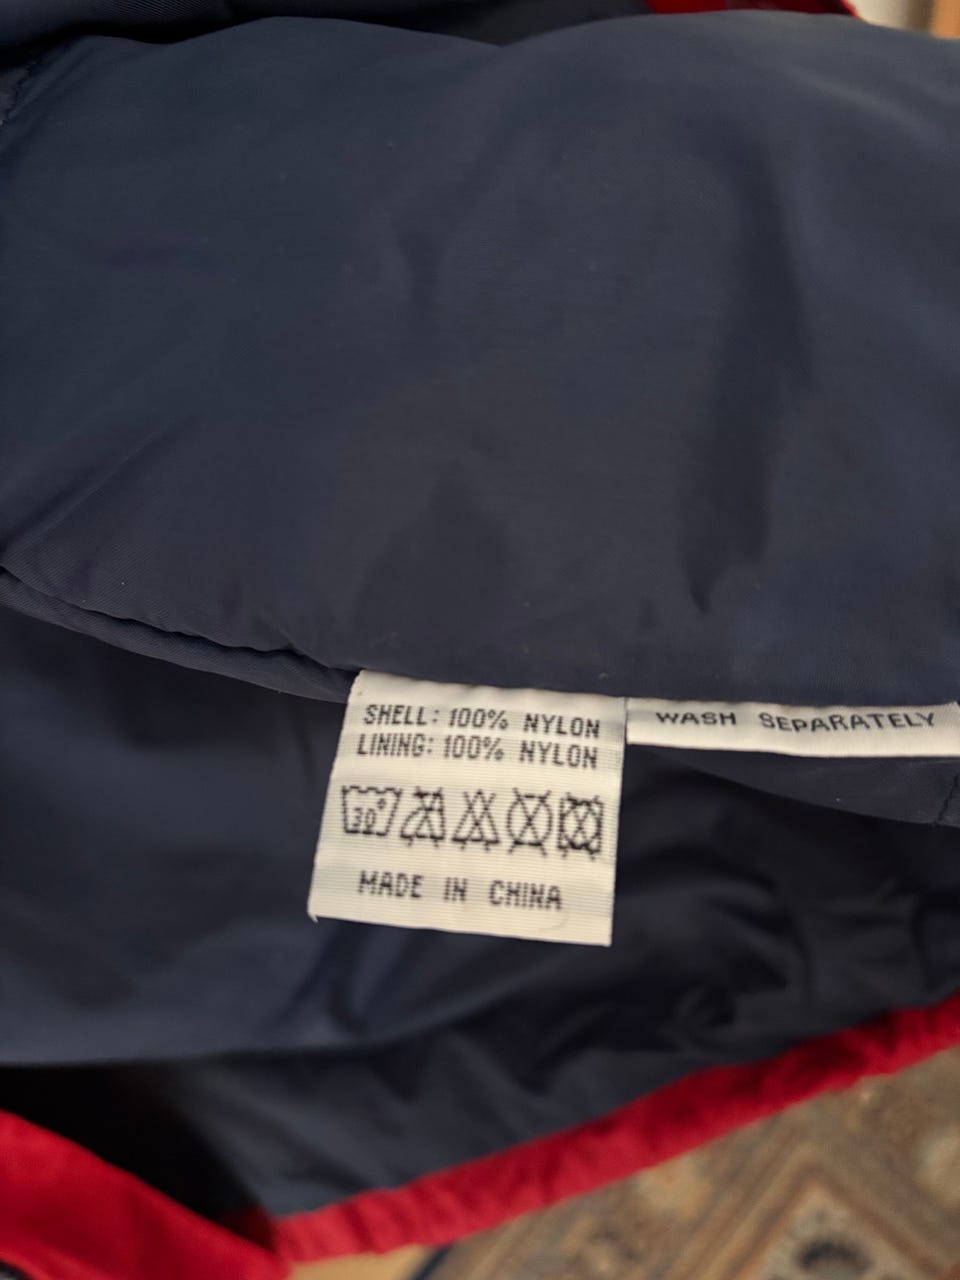 SHELL: 100% NYLON
LINING: 100% NYLON
30°
MADE IN CHINA
WASH SEPARATELY